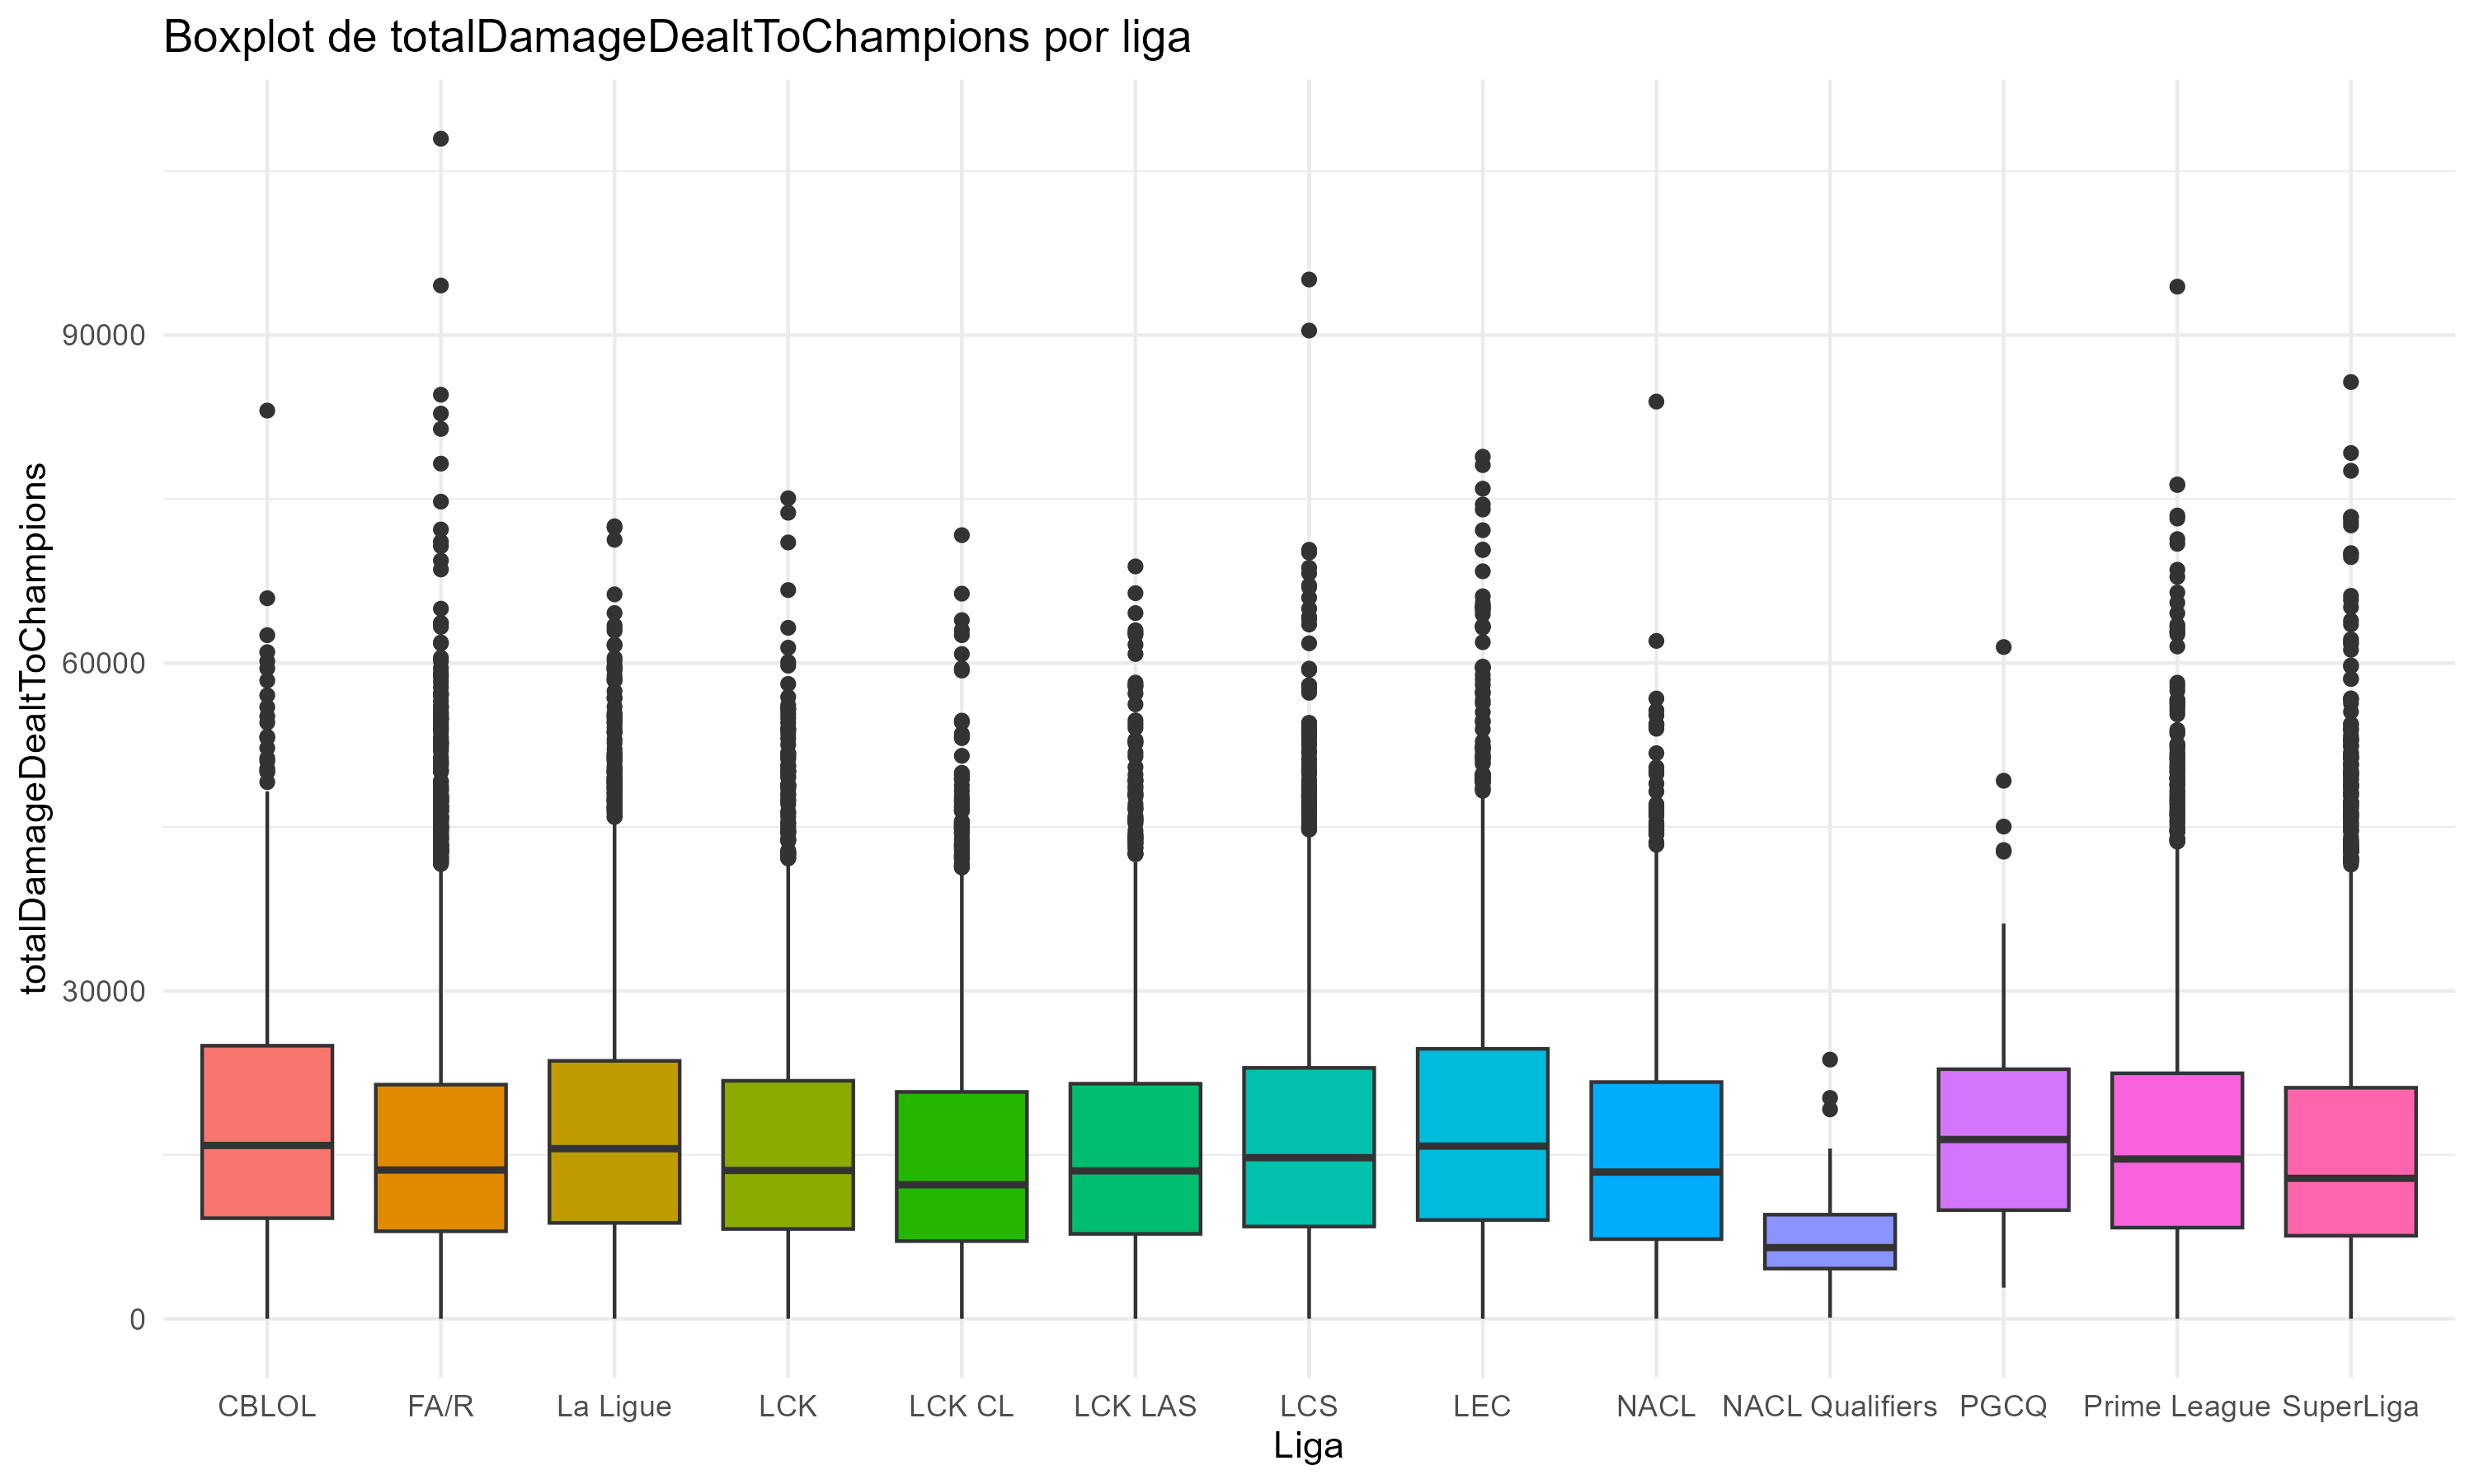 Boxplot de totalDamageDealtToChampions por liga
totalDamageDealtToChampions
90000
60000
30000
0
CBLOL FA/R La Ligue LCK LCK CL LCK LAS LCS LEC NACL NACL Qualifiers PGCQ Prime League SuperLiga
Liga